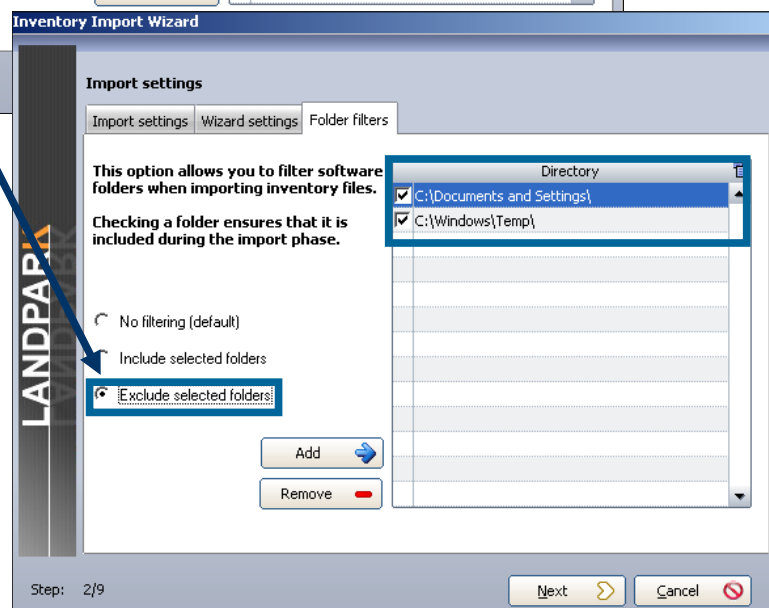 Inventory Import Wizard
Import settings
Import settings
Wizard settings
Folder filters
This option allows you to filter software
folders when importing inventory files.
Checking a folder ensures that it is
included during the import phase.
Directory
C:\Documents and Settings\
C:\Windows\Temp\
No filtering (default)
Include selected folders
Exclude selected folders
Add
Remove
LANDPARK
Step: 2/9
Next
Cancel